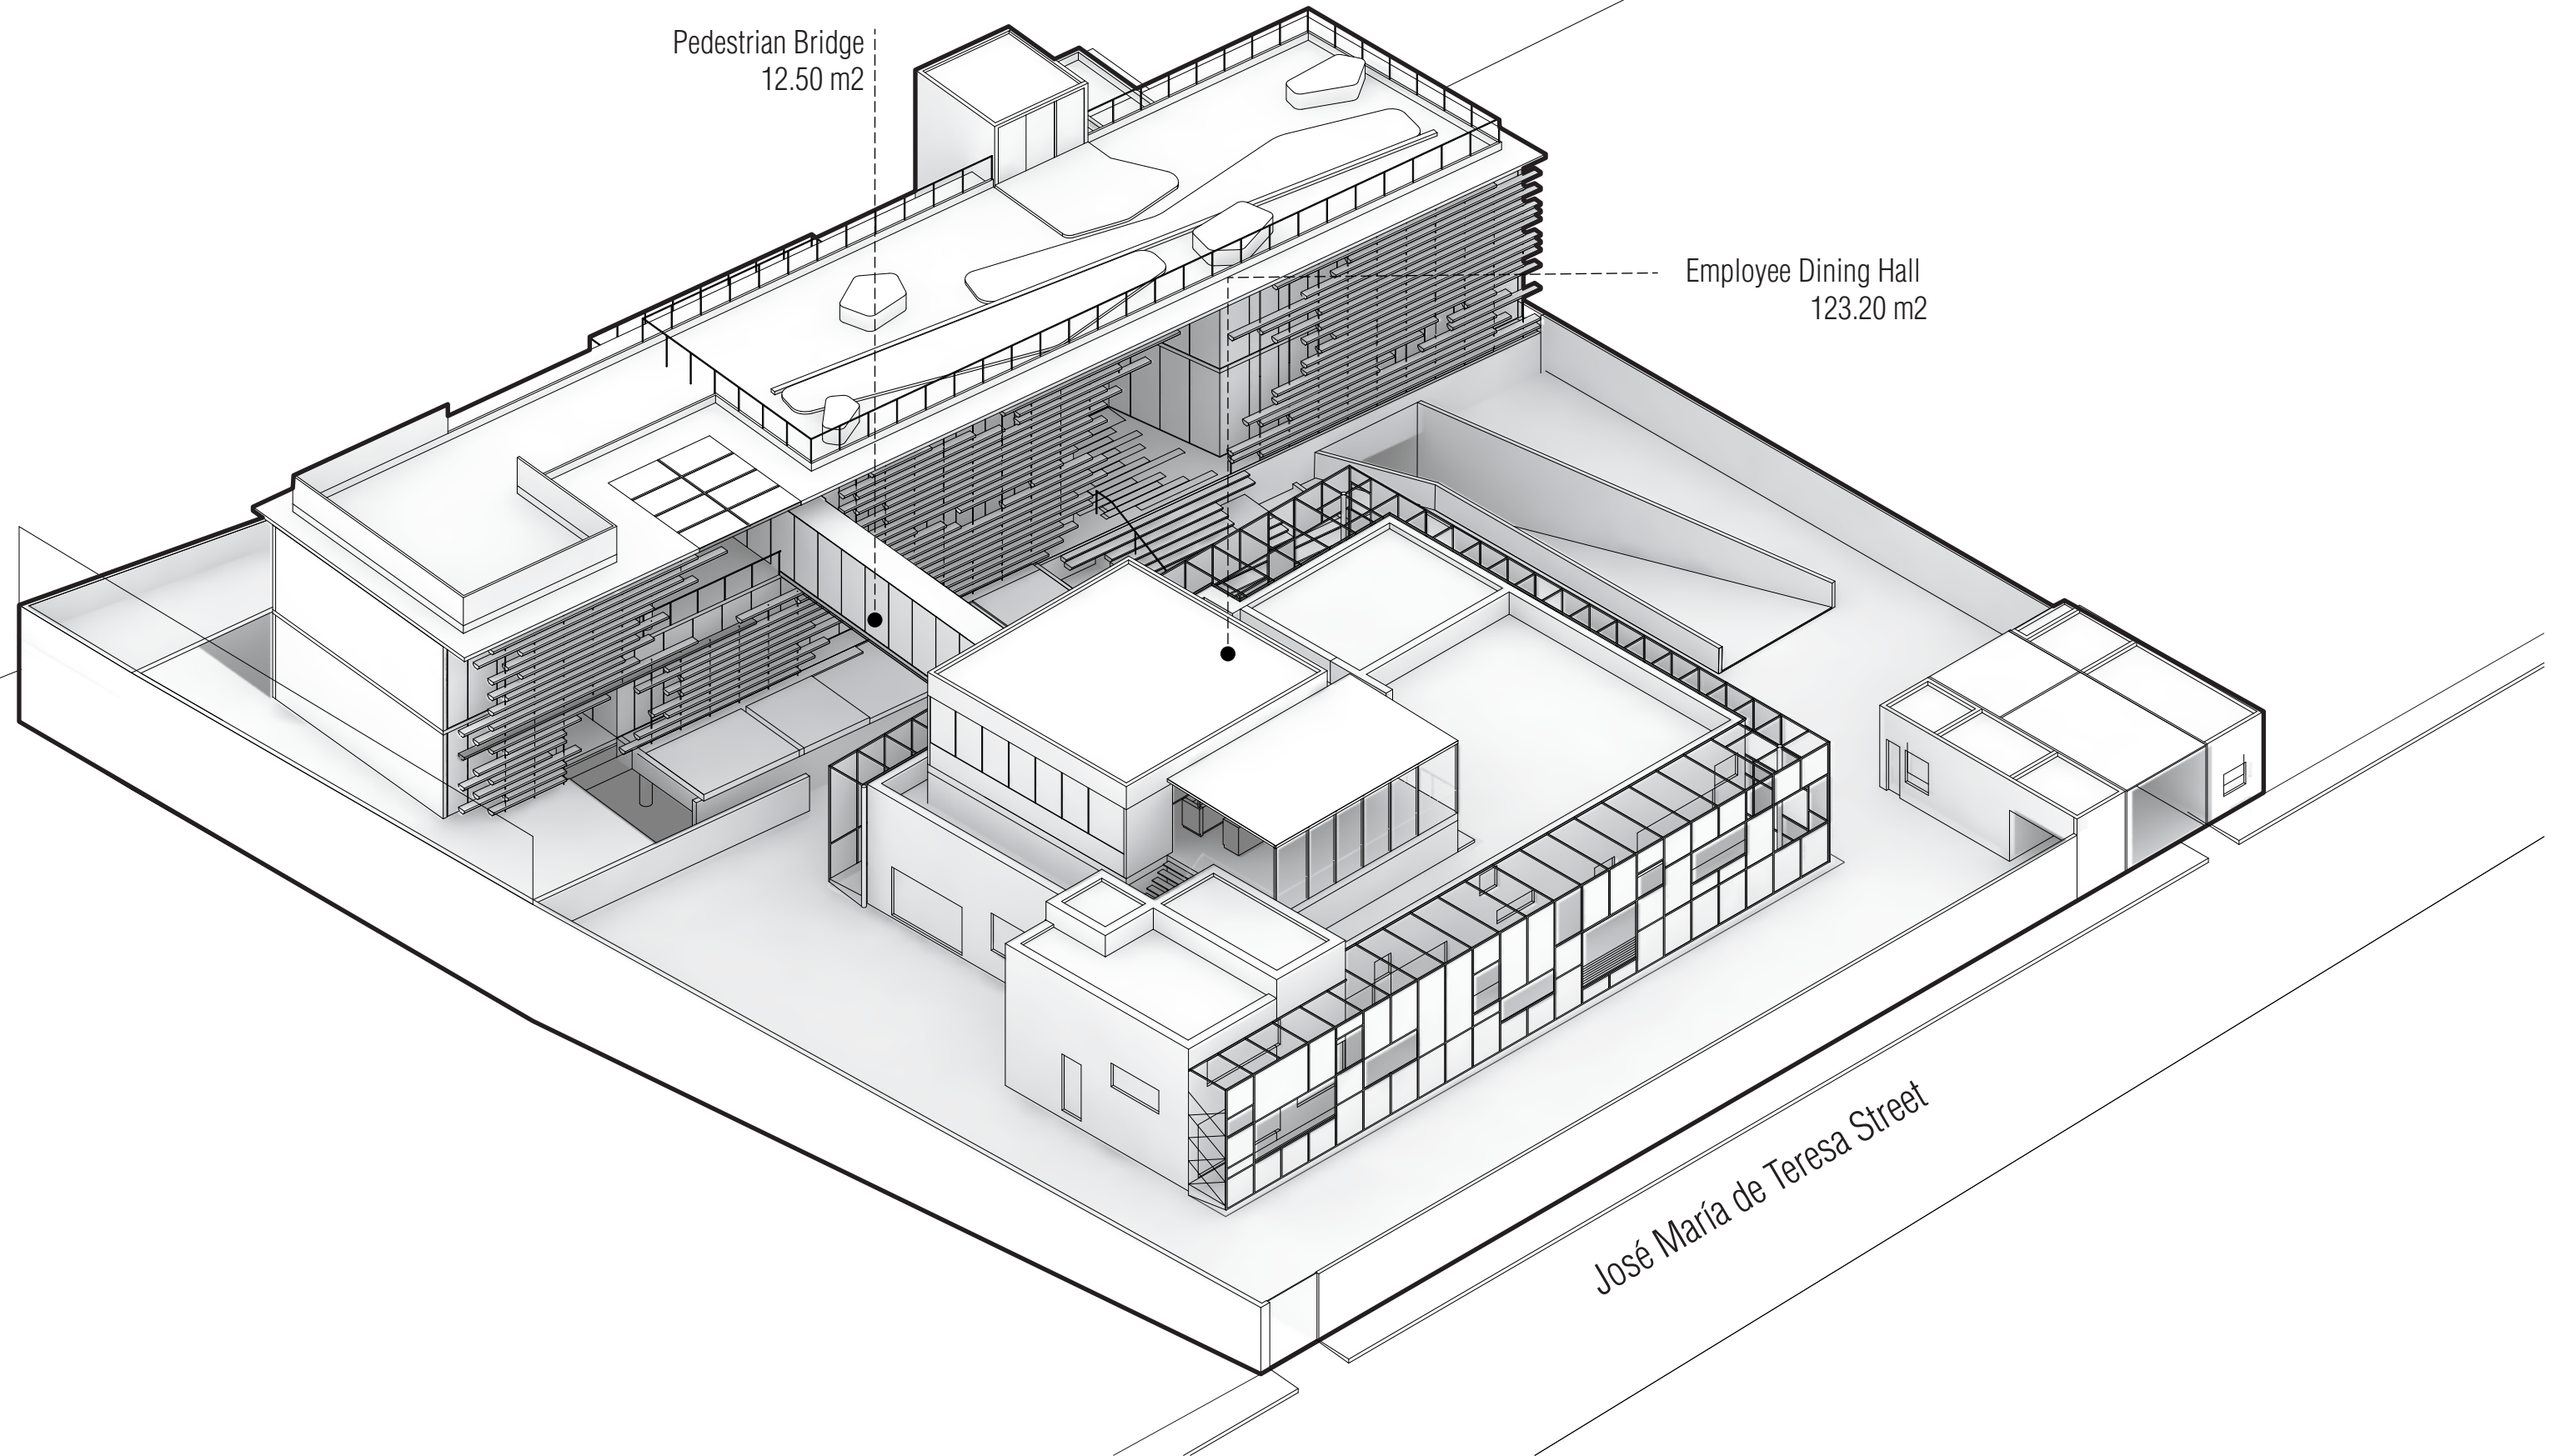 Pedestrian Bridge
12.50 m2
Employee Dining Hall
123.20 m2
José María de Teresa Street